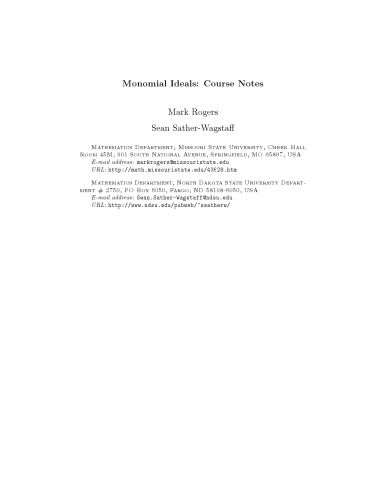 Monomial Ideals: Course Notes
Mark Rogers
Sean Sather-Wagstaff
Mathematics Department, Missouri State University, Cheek Hall
Room 45M, 901 South National Avenue, Springfield, MO 65897, USA
E-mail address: markrogers@missouristate.edu
URL: http://math.missouristate.edu/43628.htm
Mathematics Department, North Dakota State University Depart-
ment # 2750, PO Box 6050, Fargo, ND 58108-6050, USA
E-mail address: Sean.Sather-Wagstaff@ndsu.edu
URL: http://www.ndsu.edu/pubweb/~ssatherw/